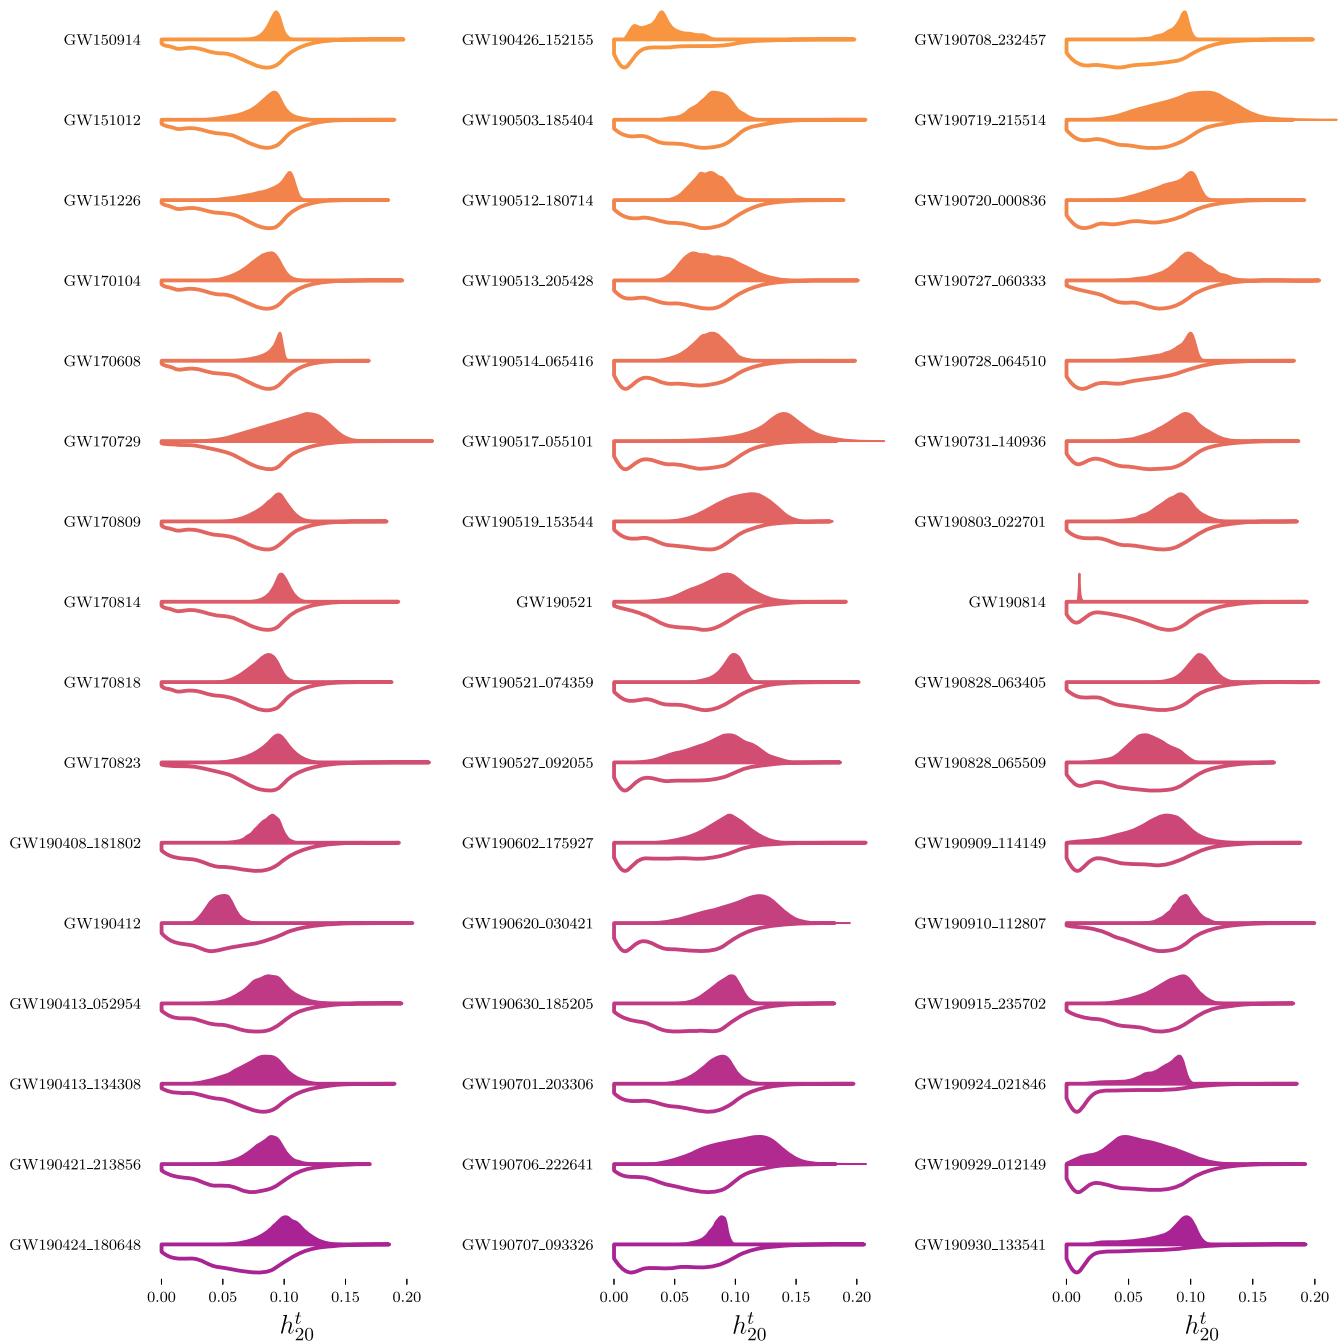 GW150914
GW151012
GW151226
GW170104
GW170608
GW170729
GW170809
GW170814
GW170818
GW170823
GW190408_181802
GW190412
GW190413_052954
GW190413_134308
GW190421_213856
GW190424_180648
0.00 0.05 0.10 0.15 0.20
h^t_20
GW190426_152155
GW190503_185404
GW190512_180714
GW190513_205428
GW190514_065416
GW190517_055101
GW190519_153544
GW190521
GW190521_074359
GW190527_092055
GW190602_175927
GW190620_030421
GW190630_185205
GW190701_203306
GW190706_222641
GW190707_093326
0.00 0.05 0.10 0.15 0.20
h^t_20
GW190708_232457
GW190719_215514
GW190720_000836
GW190727_060333
GW190728_064510
GW190731_140936
GW190803_022701
GW190814
GW190828_063405
GW190828_065509
GW190909_114149
GW190910_112807
GW190915_235702
GW190924_021846
GW190929_012149
GW190930_133541
0.00 0.05 0.10 0.15 0.20
h^t_20